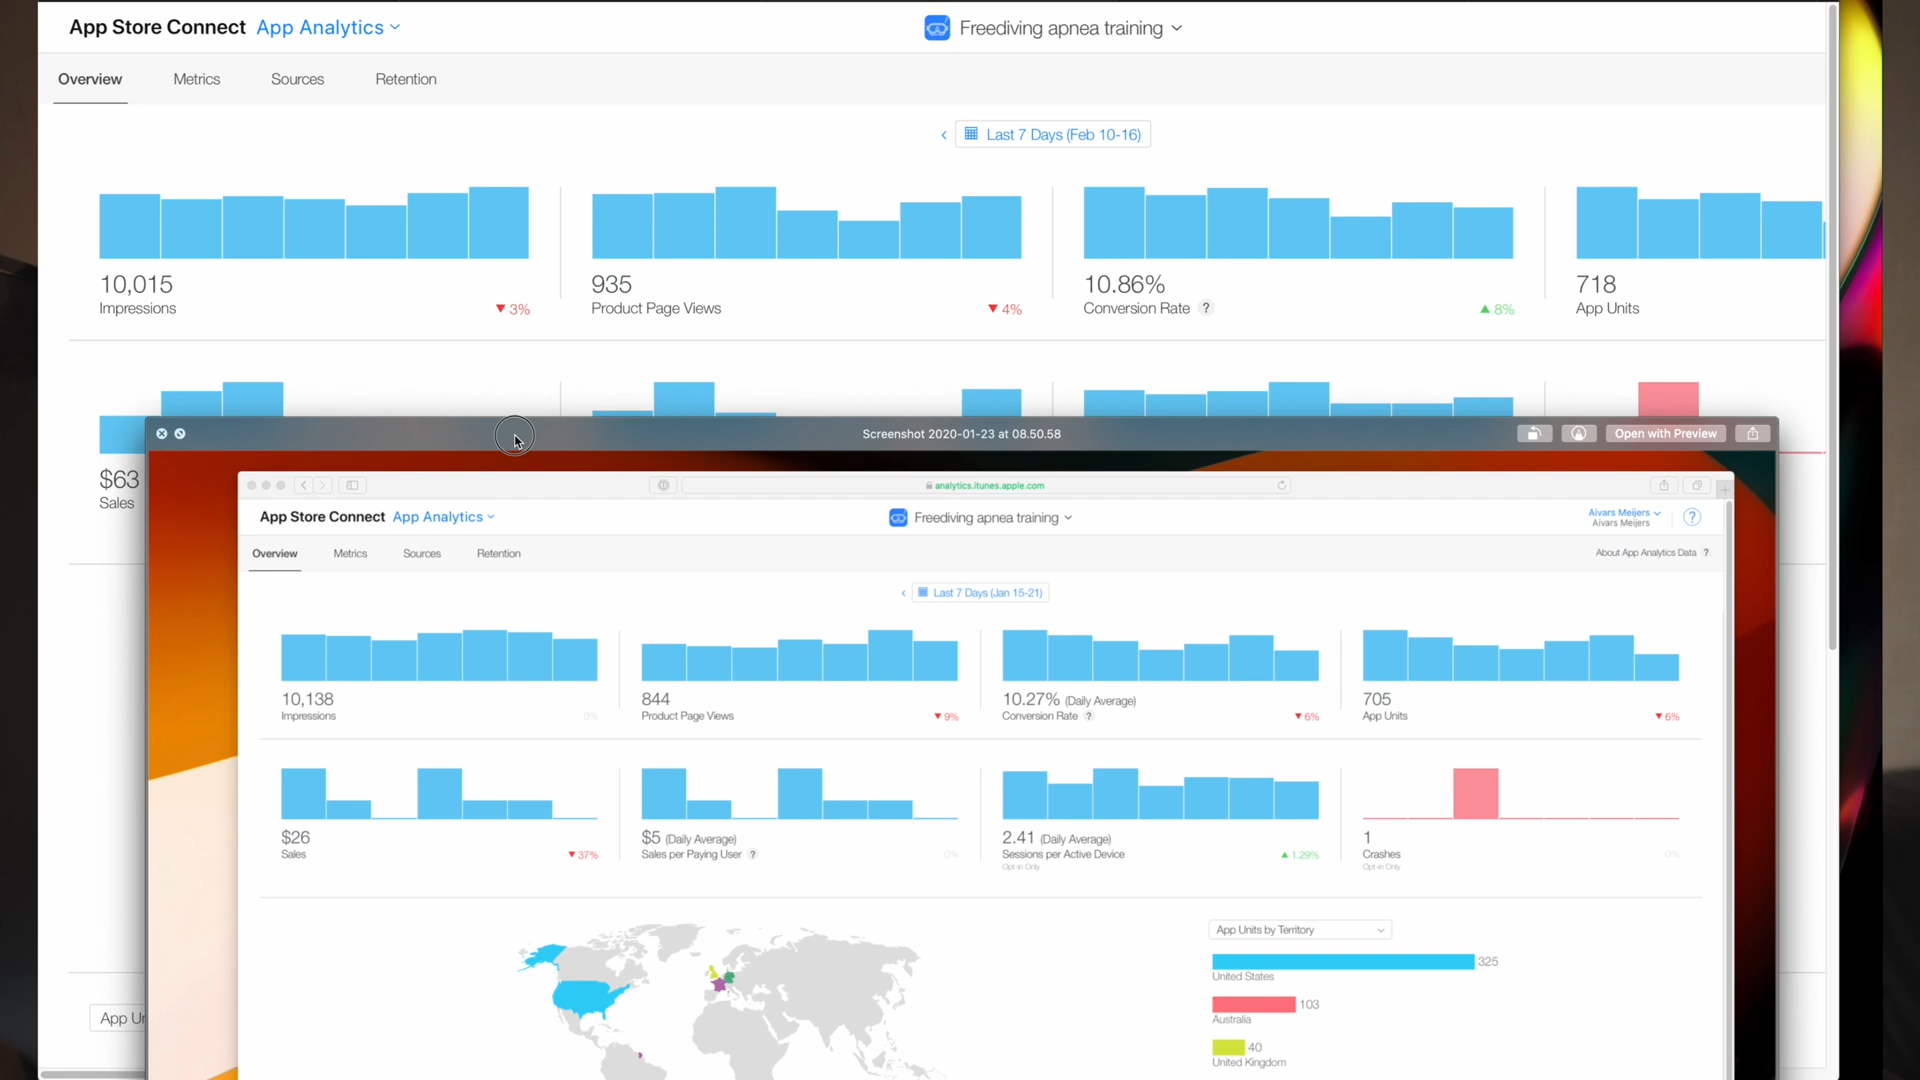 App Store Connect App Analytics
Freediving apnea training
Overview Metrics Sources Retention
Last 7 Days (Feb 10-16)
10,015
Impressions
3%
935
Product Page Views
4%
10.86%
Conversion Rate ?
8%
718
App Units
$63
Sales
App Un
Screenshot 2020-01-23 at 08.50.58
Open with Preview
analytics.itunes.apple.com
App Store Connect App Analytics
Freediving apnea training
Aivars Meijers
Aivars Meijers
?
Overview Metrics Sources Retention
About App Analytics Data ?
Last 7 Days (Jan 15-21)
10,138
Impressions
0%
844
Product Page Views
9%
10.27% (Daily Average)
Conversion Rate ?
6%
705
App Units
6%
$26
Sales
37%
$5 (Daily Average)
Sales per Paying User ?
0%
2.41 (Daily Average)
Sessions per Active Device
Opt-in Only
1.29%
1
Crashes
Opt-in Only
0%
App Units by Territory
325
United States
103
Australia
40
United Kingdom